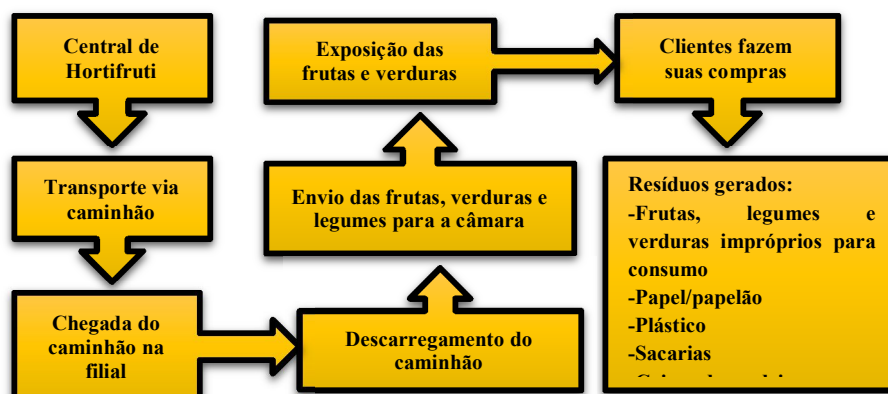 Central de
Hortifruti
Transporte via
caminhão
Chegada do
caminhão na
filial
Descarregamento do
caminhão
Envio das frutas, verduras e
legumes para a câmara
Exposição das
frutas e verduras
Clientes fazem
suas compras
Resíduos gerados:
-Frutas, legumes e
verduras impróprios para
consumo
-Papel/papelão
-Plástico
-Sacarias